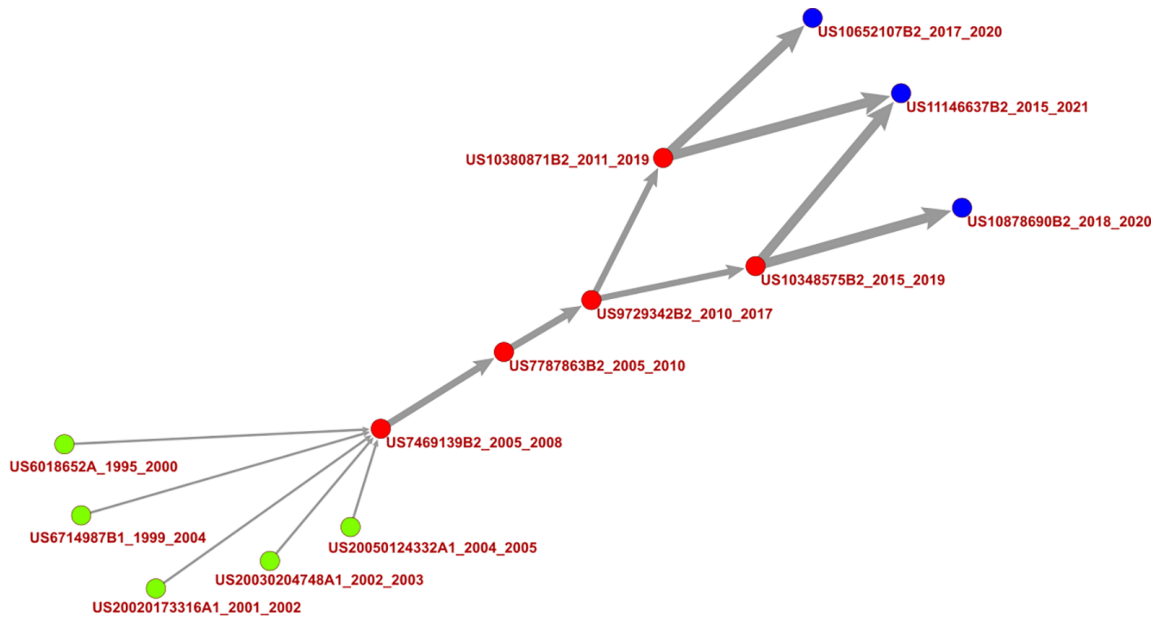 US10652107B2_2017_2020
US11146637B2_2015_2021
US10380871B2_2011_2019
US10878690B2_2018_2020
US10348575B2_2015_2019
US9729342B2_2010_2017
US7787863B2_2005_2010
US7469139B2_2005_2008
US6018652A_1995_2000
US6714987B1_1999_2004
US20050124332A1_2004_2005
US20030204748A1_2002_2003
US20020173316A1_2001_2002